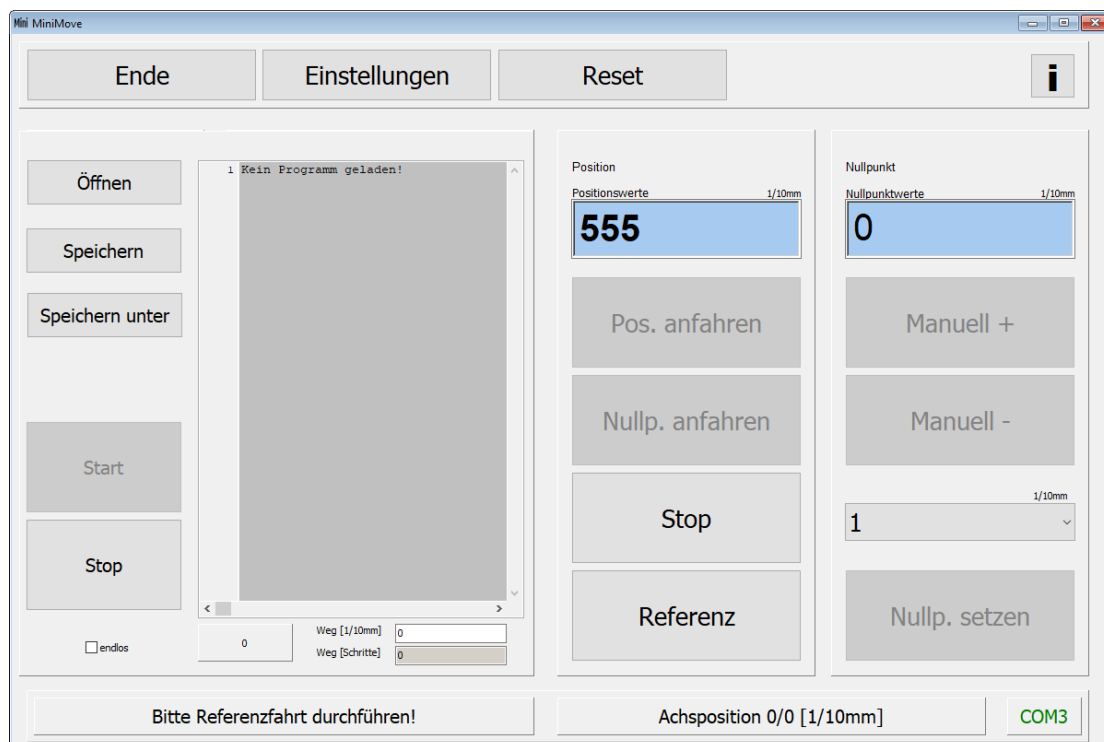 Mini MiniMove
Ende
Einstellungen
Reset
i
Öffnen
Speichern
Speichern unter
Start
Stop
endlos
1 Kein Programm geladen!
0
Weg [1/10mm] 0
Weg [Schritte] 0
Position
Positionswerte 1/10mm
555
Pos. anfahren
Nullp. anfahren
Stop
Referenz
Nullpunkt
Nullpunktwerte 1/10mm
0
Manuell +
Manuell -
1/10mm
1
Nullp. setzen
Bitte Referenzfahrt durchführen!
Achsposition 0/0 [1/10mm]
COM3